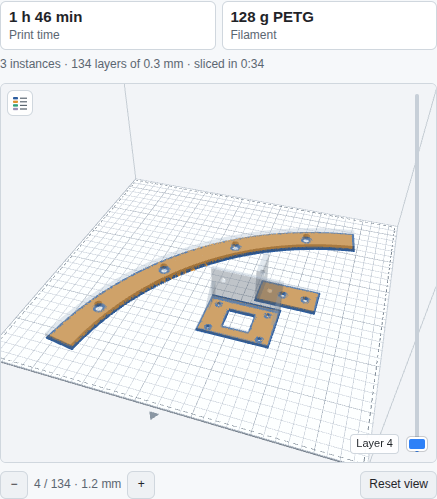 1 h 46 min
128 g PETG
Print time
Filament
3 instances · 134 layers of 0.3 mm · sliced in 0:34
Layer 4
− 4 / 134 · 1.2 mm +
Reset view